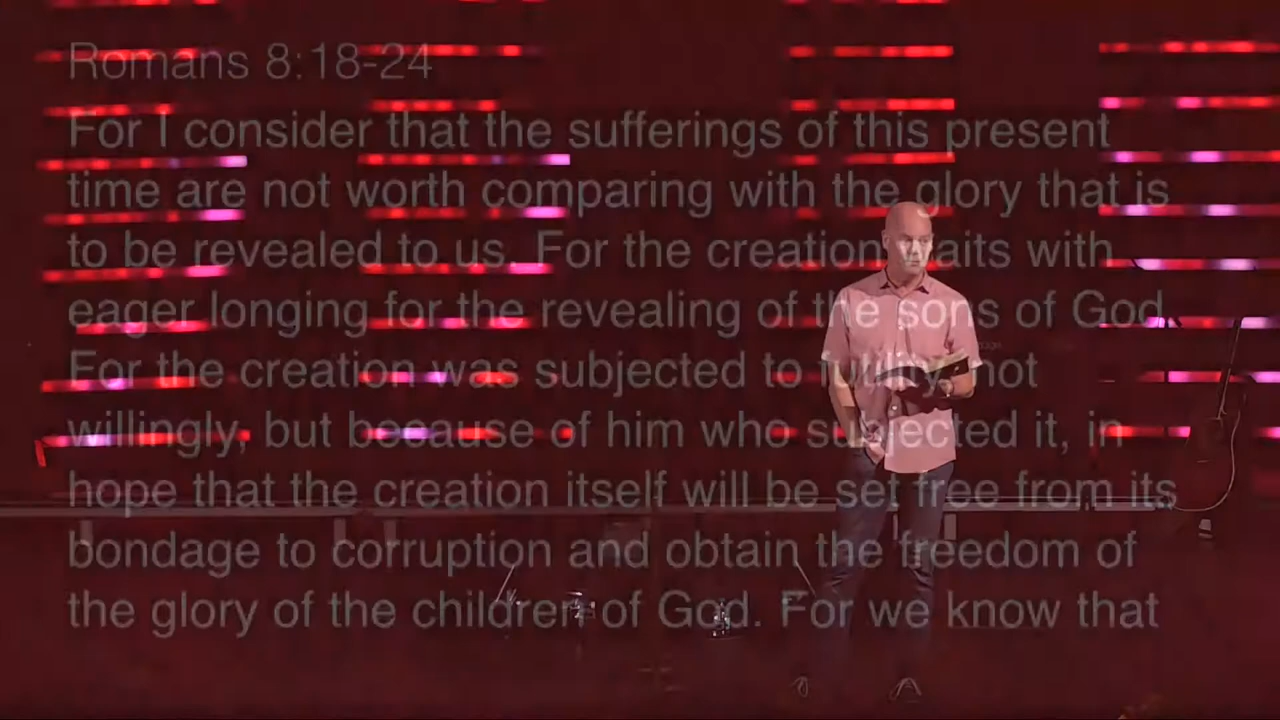 Romans 8:18-24
For I consider that the sufferings of this present
time are not worth comparing with the glory that is
to be revealed to us. For the creation waits with
eager longing for the revealing of the sons of God.
For the creation was subjected to futility, not
willingly, but because of him who subjected it, in
hope that the creation itself will be set free from its
bondage to corruption and obtain the freedom of
the glory of the children of God. For we know that